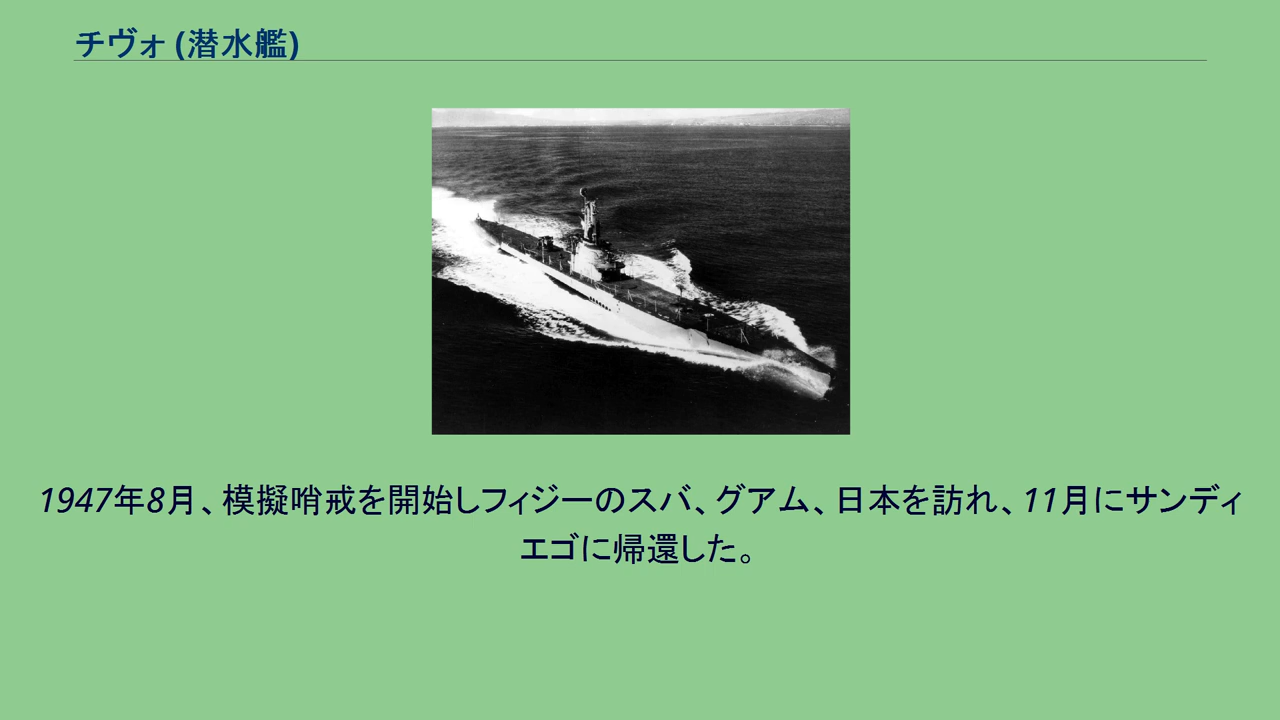 チヴォ (潜水艦)
1947年8月、模擬哨戒を開始しフィジーのスバ、グアム、日本を訪れ、11月にサンディ
エゴに帰還した。